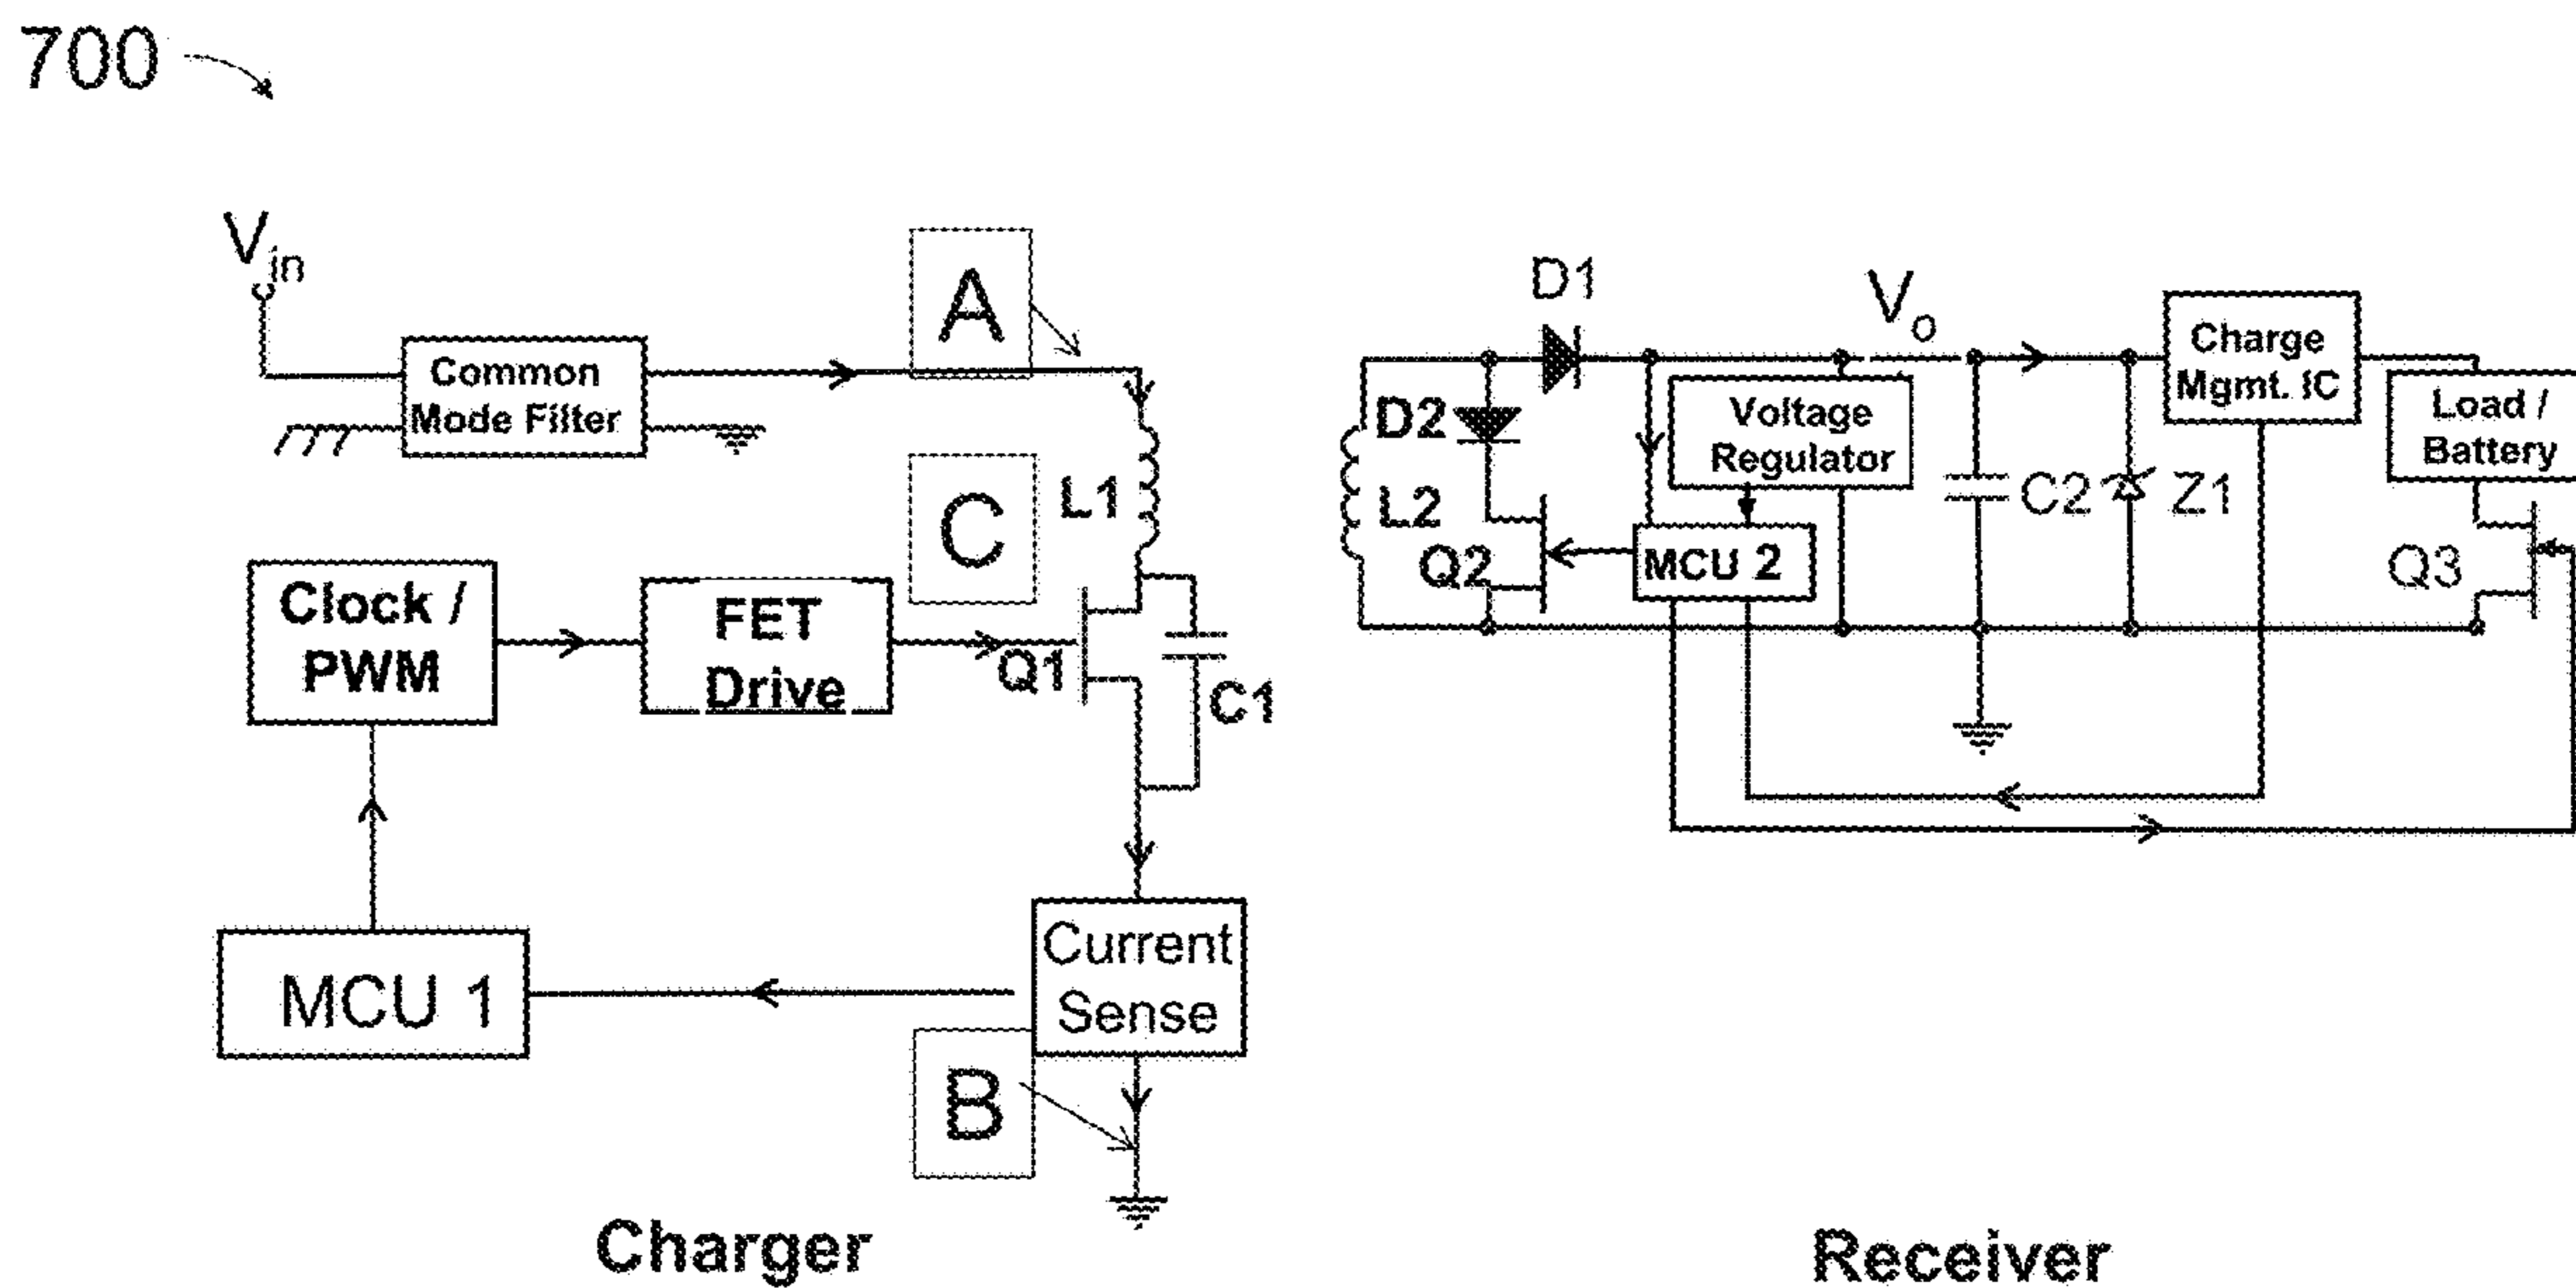 700
Vin
A
Common
Mode Filter
C
L1
Clock /
PWM
FET
Drive
Q1
C1
MCU 1
Current
Sense
B
Charger
D1
Vo
Charge
Mgmt. IC
D2
Voltage
Regulator
Load /
Battery
L2
C2
Z1
Q2
MCU 2
Q3
Receiver